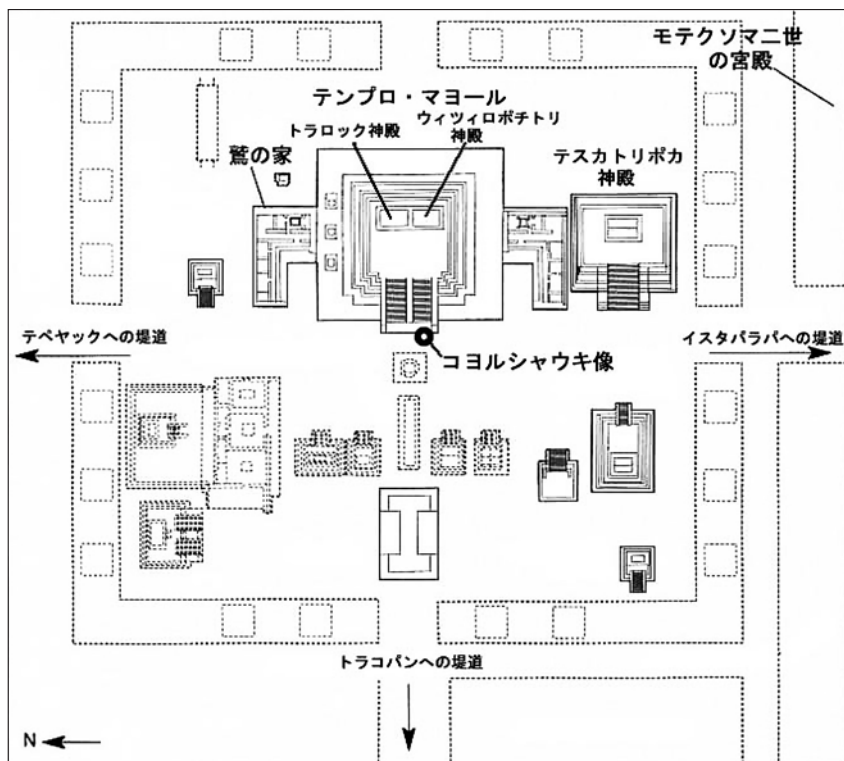 モテクソマ二世
の宮殿
テンプロ・マヨール
トラロック神殿
ウィツィロポチトリ
神殿
鷲の家
テスカトリポカ
神殿
テペヤックへの堤道
イスタパラパへの堤道
コヨルシャウキ像
トラコパンへの堤道
N